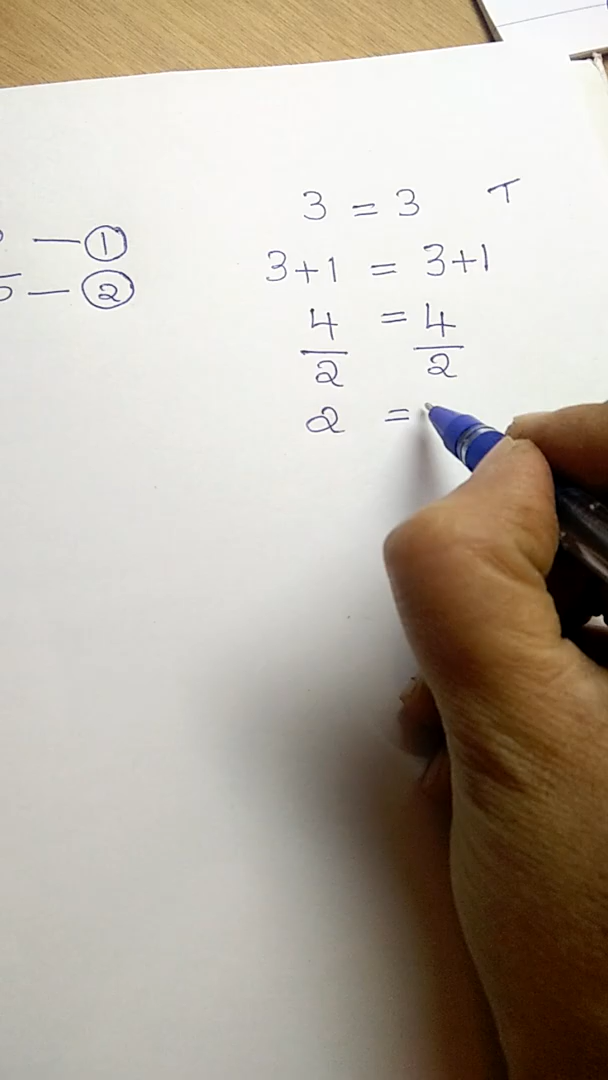 — ①
— ②
3 = 3 T
3+1 = 3+1
4/2 = 4/2
2 =